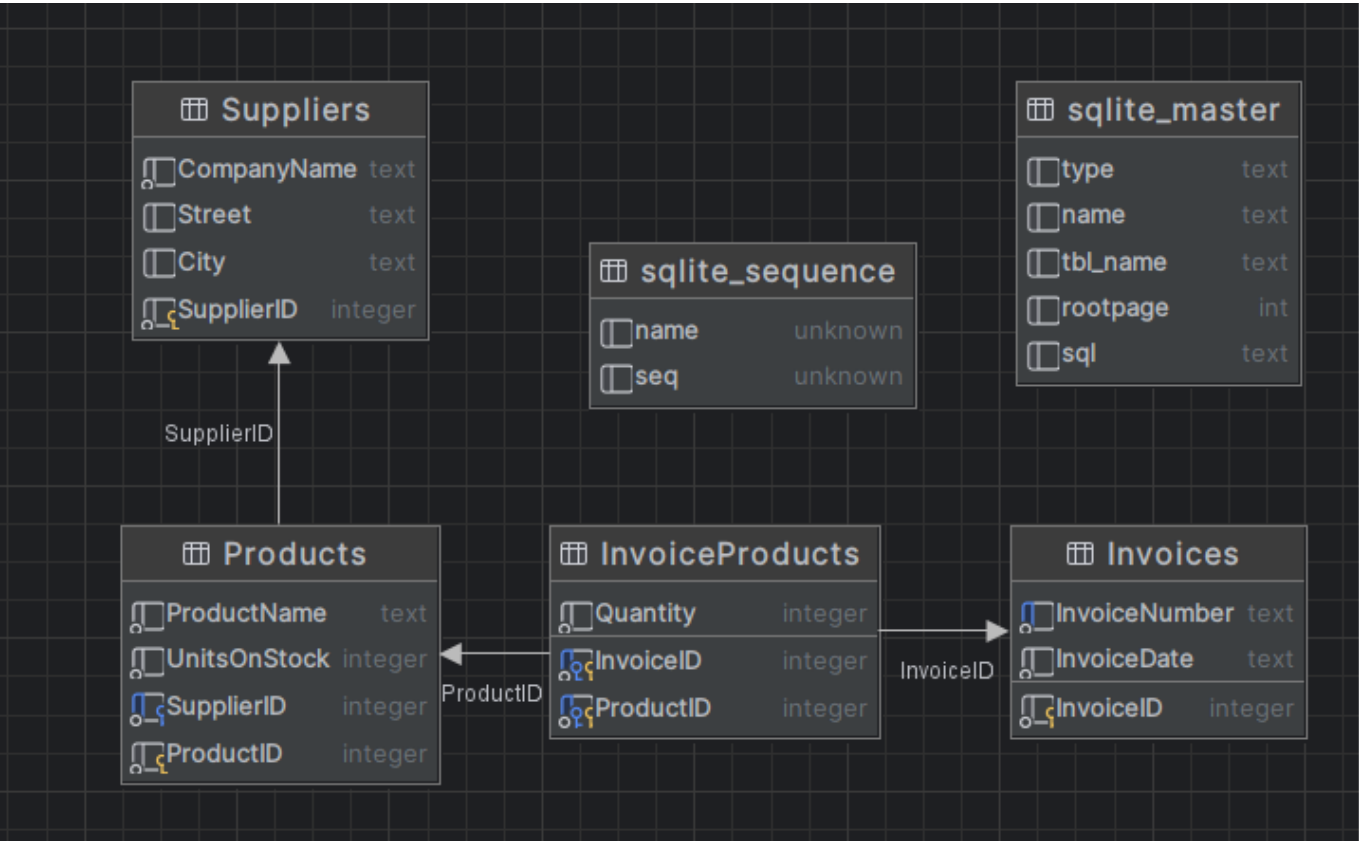 Suppliers
CompanyName text
Street text
City text
SupplierID integer
sqlite_master
type text
name text
tbl_name text
rootpage int
sql text
sqlite_sequence
name unknown
seq unknown
SupplierID
Products
ProductName text
UnitsOnStock integer
SupplierID integer
ProductID integer
ProductID
InvoiceProducts
Quantity integer
InvoiceID integer
ProductID integer
InvoiceID
Invoices
InvoiceNumber text
InvoiceDate text
InvoiceID integer